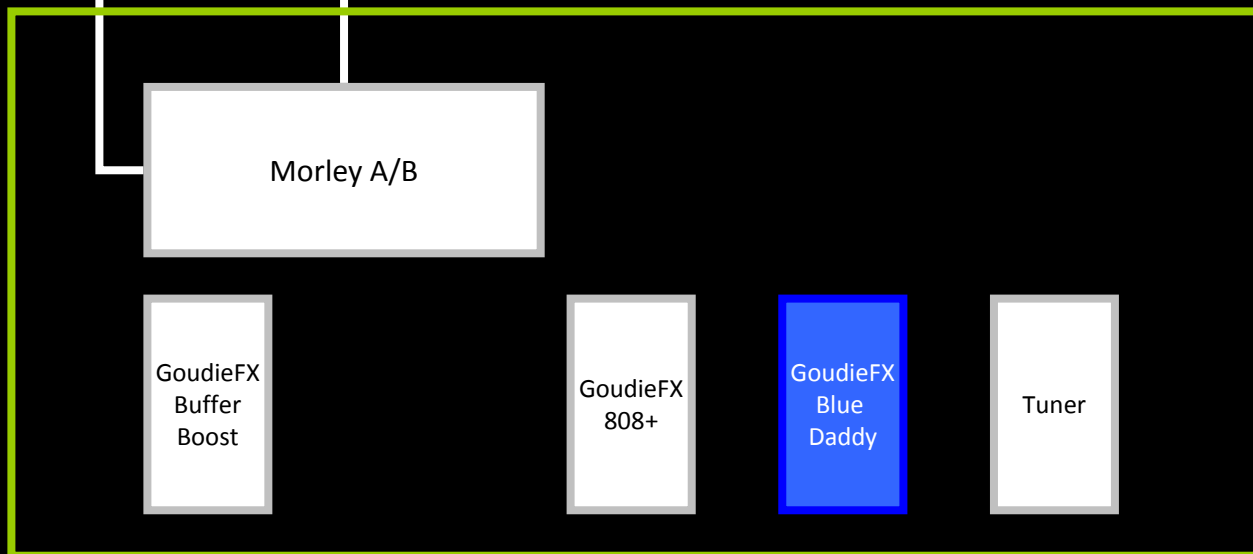 Morley A/B
GoudieFX
Buffer
Boost
GoudieFX
808+
GoudieFX
Blue
Daddy
Tuner